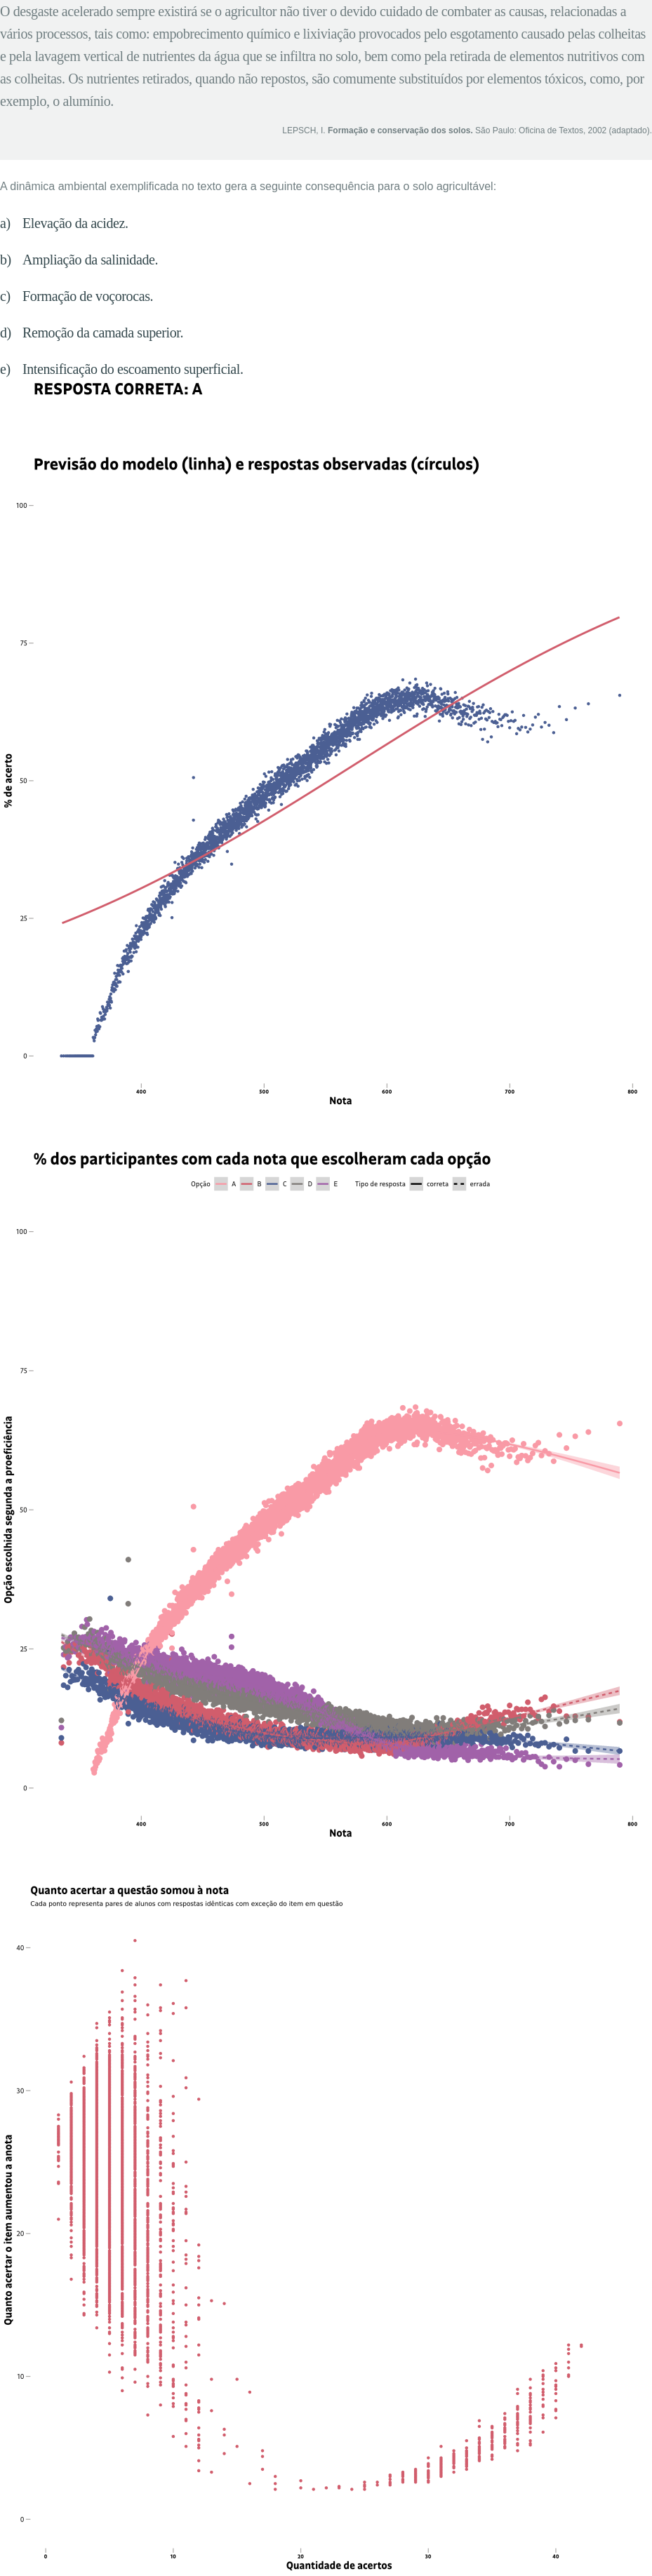 O desgaste acelerado sempre existirá se o agricultor não tiver o devido cuidado de combater as causas, relacionadas a
vários processos, tais como: empobrecimento químico e lixiviação provocados pelo esgotamento causado pelas colheitas
e pela lavagem vertical de nutrientes da água que se infiltra no solo, bem como pela retirada de elementos nutritivos com
as colheitas. Os nutrientes retirados, quando não repostos, são comumente substituídos por elementos tóxicos, como, por
exemplo, o alumínio.
LEPSCH, I. Formação e conservação dos solos. São Paulo: Oficina de Textos, 2002 (adaptado).
A dinâmica ambiental exemplificada no texto gera a seguinte consequência para o solo agricultável:
a) Elevação da acidez.
b) Ampliação da salinidade.
c) Formação de voçorocas.
d) Remoção da camada superior.
e) Intensificação do escoamento superficial.
RESPOSTA CORRETA: A
Previsão do modelo (linha) e respostas observadas (círculos)
100
75
50
25
0
% de acerto
400 500 600 700 800
Nota
% dos participantes com cada nota que escolheram cada opção
Opção A B C D E Tipo de resposta correta errada
100
75
50
25
0
Opção escolhida segunda a proeficiência
400 500 600 700 800
Nota
Quanto acertar a questão somou à nota
Cada ponto representa pares de alunos com respostas idênticas com exceção do item em questão
40
30
20
10
0
Quanto acertar o item aumentou a anota
0 10 20 30 40
Quantidade de acertos